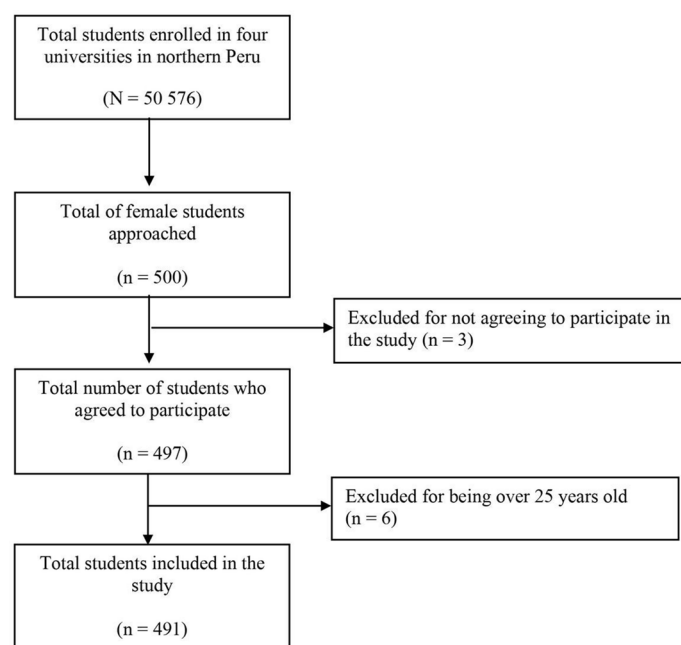 Total students enrolled in four
universities in northern Peru
(N = 50 576)
Total of female students
approached
(n = 500)
Excluded for not agreeing to participate in
the study (n = 3)
Total number of students who
agreed to participate
(n = 497)
Excluded for being over 25 years old
(n = 6)
Total students included in the
study
(n = 491)